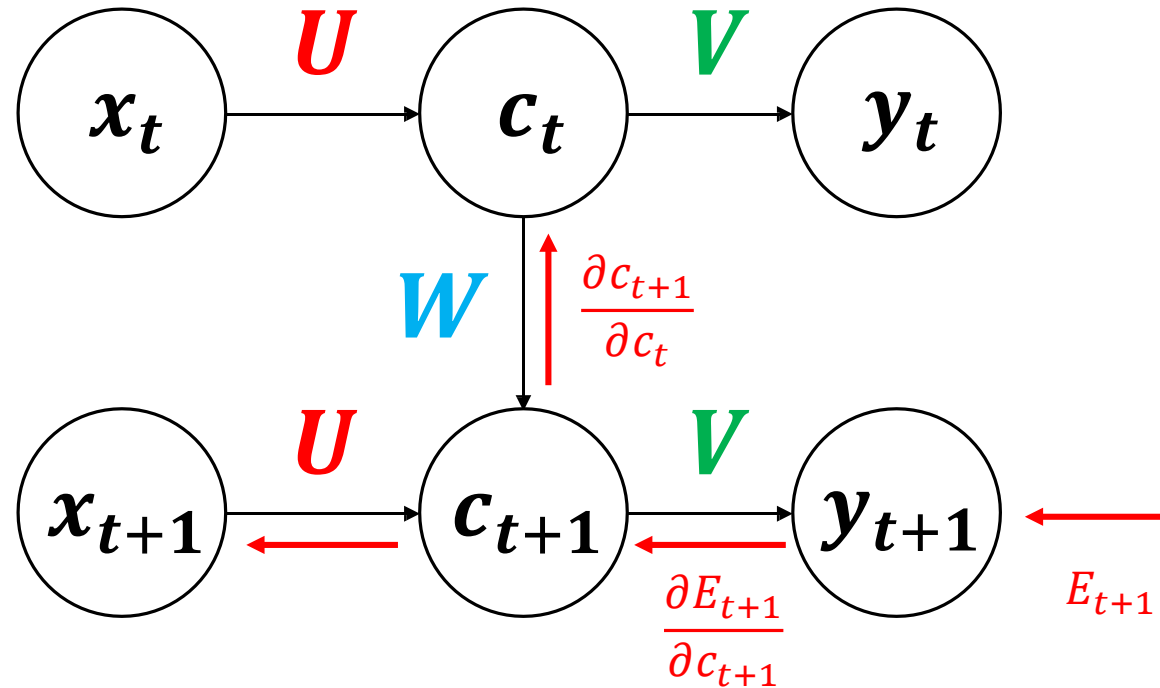 U V
x_t c_t y_t
W ∂c_{t+1}/∂c_t
U V
x_{t+1} c_{t+1} y_{t+1}
∂E_{t+1}/∂c_{t+1} E_{t+1}